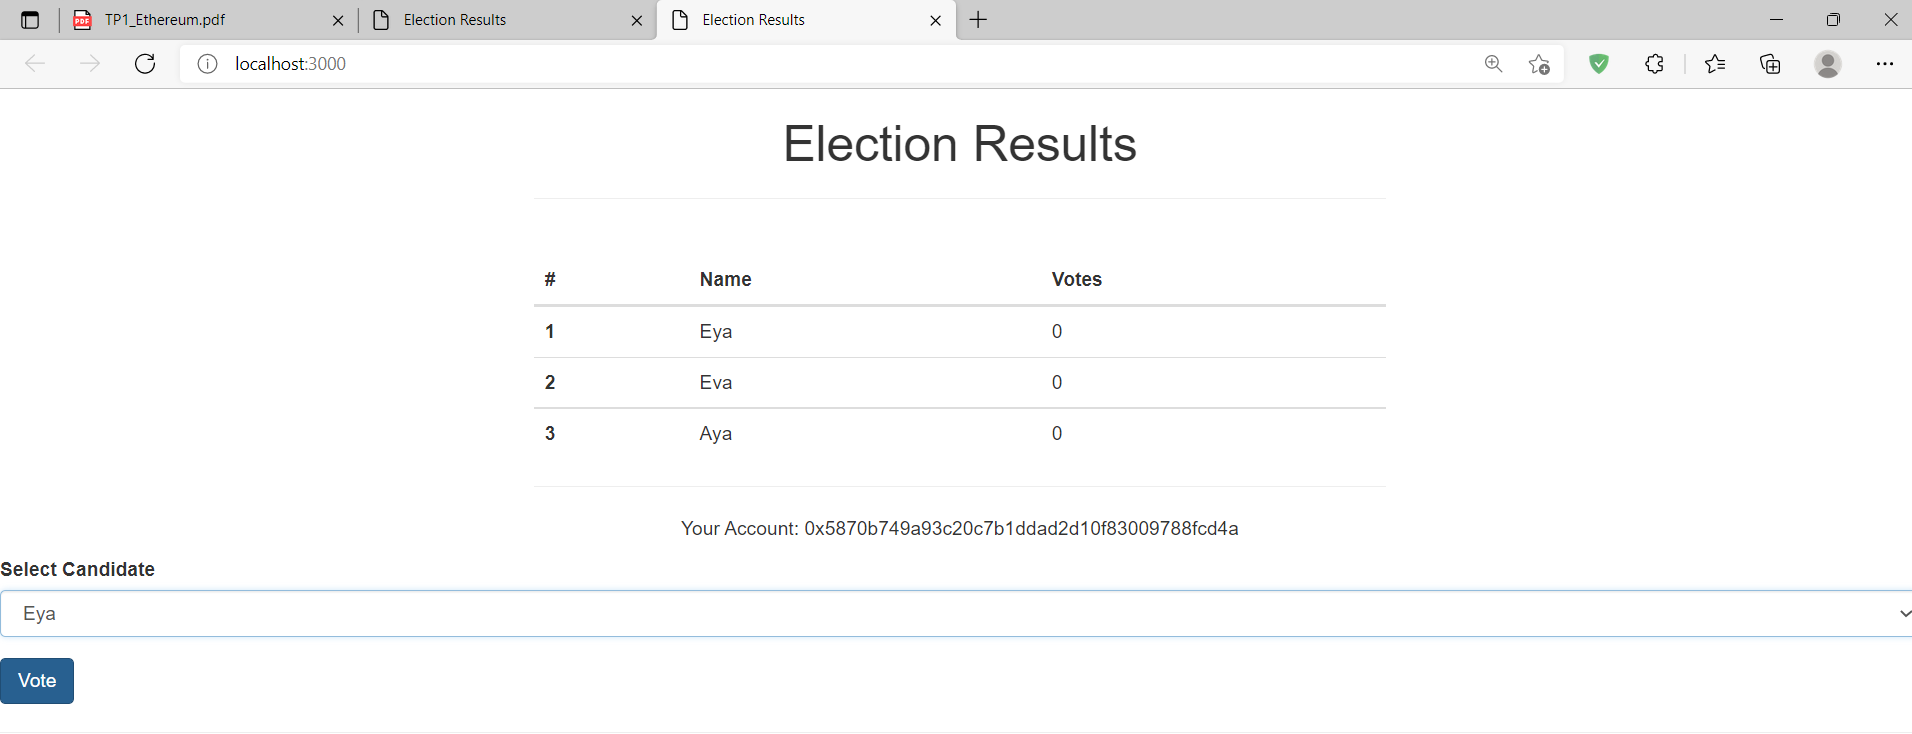 TP1_Ethereum.pdf
Election Results
Election Results
localhost:3000
Election Results
# Name Votes
1 Eya 0
2 Eva 0
3 Aya 0
Your Account: 0x5870b749a93c20c7b1ddad2d10f83009788fcd4a
Select Candidate
Eya
Vote